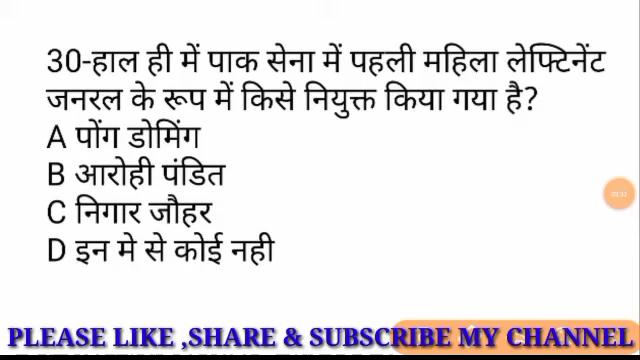 30-हाल ही में पाक सेना में पहली महिला लेफ्टिनेंट
जनरल के रूप में किसे नियुक्त किया गया है?
A पोंग डोमिंग
B आरोही पंडित
C निगार जौहर
D इन मे से कोई नही
PLEASE LIKE ,SHARE & SUBSCRIBE MY CHANNEL